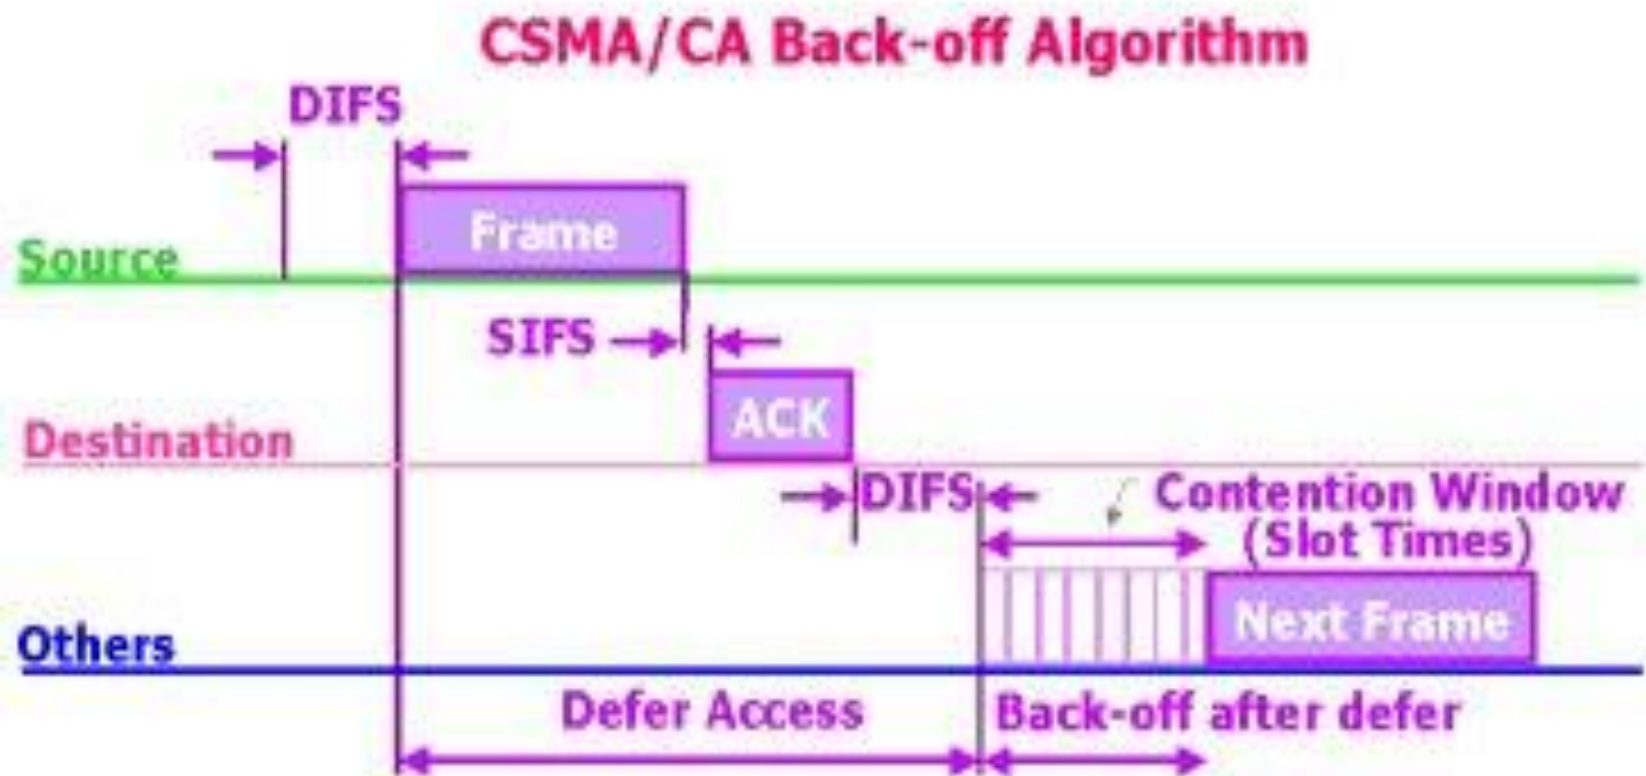 CSMA/CA Back-off Algorithm
DIFS
Frame
Source
SIFS
ACK
Destination
DIFS
Contention Window
(Slot Times)
Next Frame
Others
Defer Access
Back-off after defer